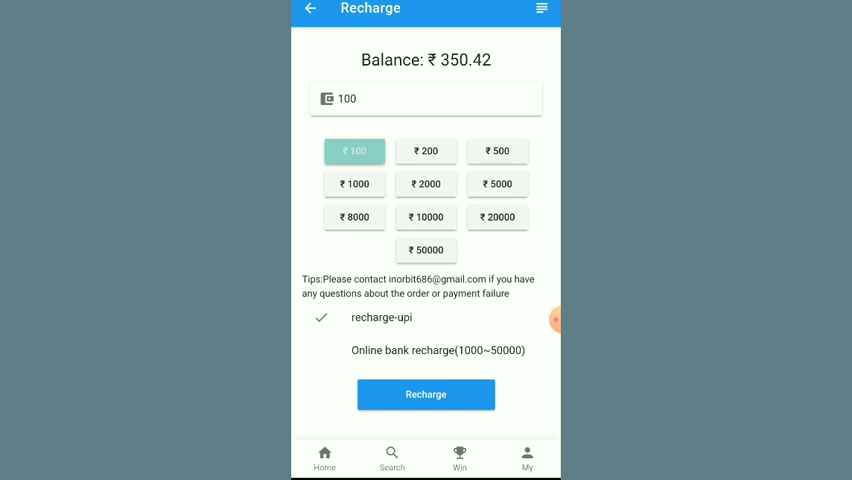 Recharge
Balance: ₹ 350.42
100
₹ 100
₹ 200
₹ 500
₹ 1000
₹ 2000
₹ 5000
₹ 8000
₹ 10000
₹ 20000
₹ 50000
Tips:Please contact inorbit686@gmail.com if you have
any questions about the order or payment failure
recharge-upi
Online bank recharge(1000~50000)
Recharge
Home
Search
Win
My